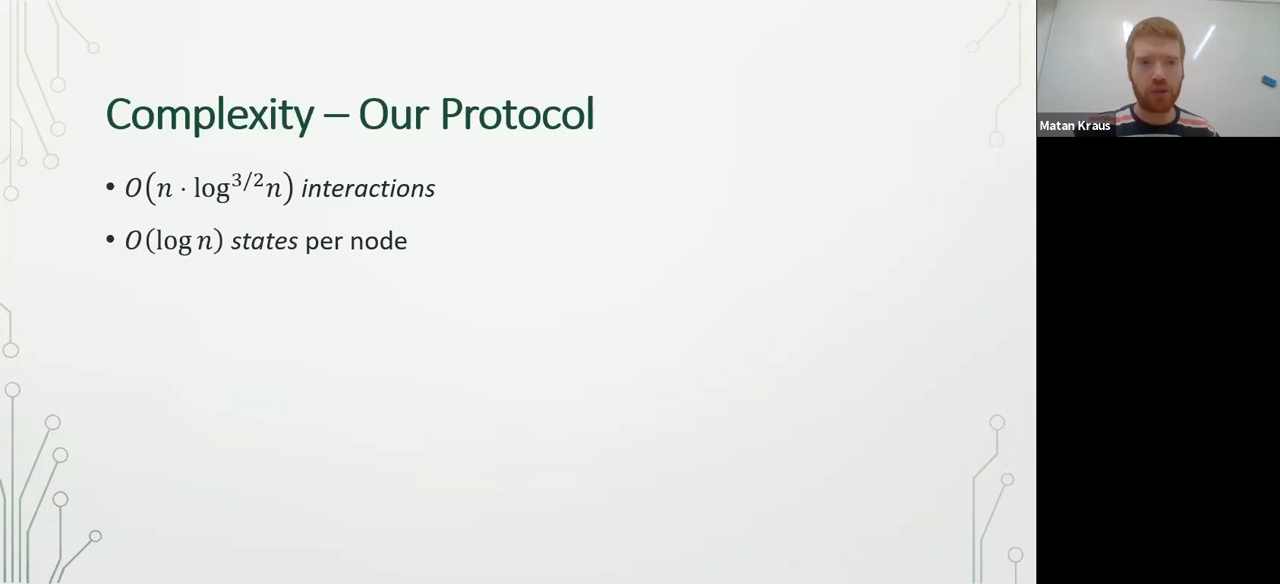 Complexity – Our Protocol
• O(n · log^{3/2} n) interactions
• O(log n) states per node
Matan Kraus